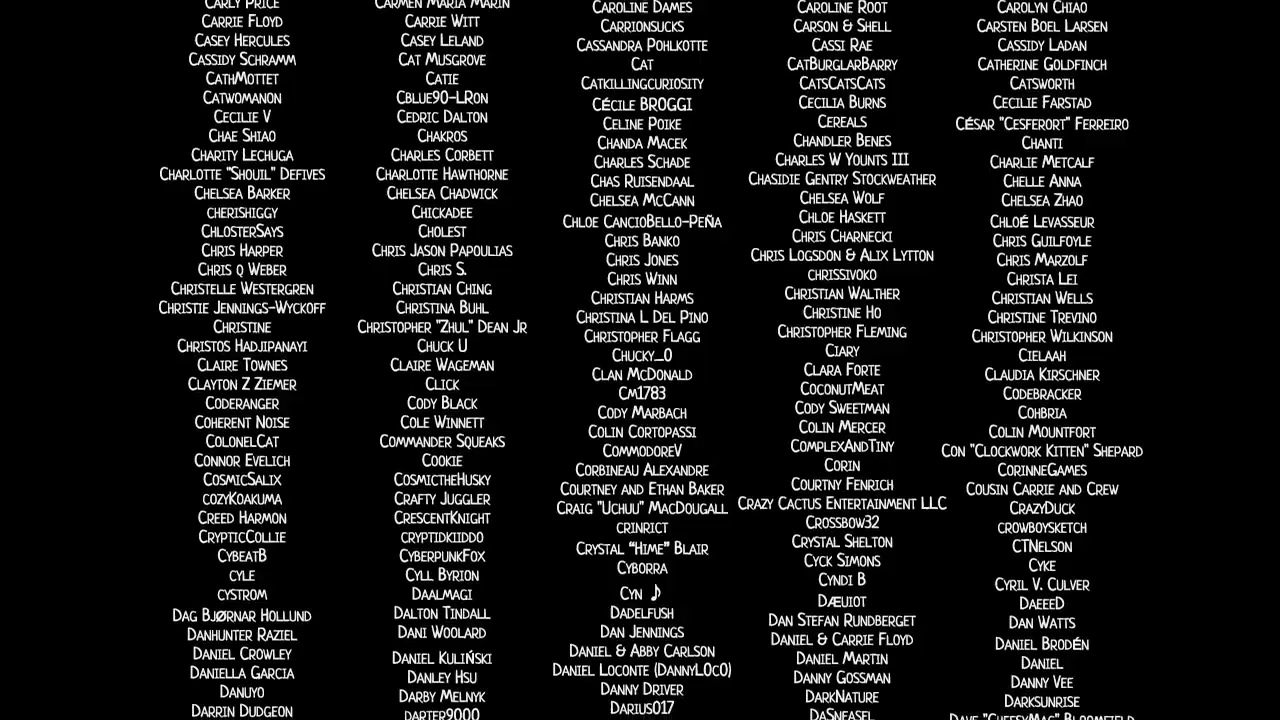 Carly Price
Carmen Maria Marin
Caroline Dames
Caroline Root
Carolyn Chiao
Carrie Floyd
Carrie Witt
Carrionsucks
Carson & Shell
Carsten Boel Larsen
Casey Hercules
Casey Leland
Cassandra Pohlkotte
Cassi Rae
Cassidy Ladan
Cassidy Schramm
Cat Musgrove
Cat
CatBurglarBarry
Catherine Goldfinch
CathMottet
Catie
Catkillingcuriosity
CatsCatsCats
Catsworth
Catwomanon
Cblue90-LRon
Cécile BROGGI
Cecilia Burns
Cecilie Farstad
Cecilie V
Cedric Dalton
Celine Poike
Cereals
César "Cesferort" Ferreiro
Chae Shiao
Chakros
Chanda Macek
Chandler Benes
Chanti
Charity Lechuga
Charles Corbett
Charles Schade
Charles W Younts III
Charlie Metcalf
Charlotte "Shouil" Defives
Charlotte Hawthorne
Chas Ruisendaal
Chasidie Gentry Stockweather
Chelle Anna
Chelsea Barker
Chelsea Chadwick
Chelsea McCann
Chelsea Wolf
Chelsea Zhao
cherishiggy
Chickadee
Chloe CancioBello-Peña
Chloe Haskett
Chloé Levasseur
ChlosterSays
Cholest
Chris Banko
Chris Charnecki
Chris Guilfoyle
Chris Harper
Chris Jason Papoulias
Chris Jones
Chris Logsdon & Alix Lytton
Chris Marzolf
Chris Q Weber
Chris S.
Chris Winn
chrissivoko
Christa Lei
Christelle Westergren
Christian Ching
Christian Harms
Christian Walther
Christian Wells
Christie Jennings-Wyckoff
Christina Buhl
Christina L Del Pino
Christine Ho
Christine Trevino
Christine
Christopher "Zhul" Dean Jr
Christopher Flagg
Christopher Fleming
Christopher Wilkinson
Christos Hadjipanayi
Chuck U
Chucky_0
Ciary
Cielaah
Claire Townes
Claire Wageman
Clan McDonald
Clara Forte
Claudia Kirschner
Clayton Z Ziemer
Click
Cm1783
CoconutMeat
Codebracker
Coderanger
Cody Black
Cody Marbach
Cody Sweetman
Cohbria
Coherent Noise
Cole Winnett
Colin Cortopassi
Colin Mercer
Colin Mountfort
ColonelCat
Commander Squeaks
CommodoreV
ComplexAndTiny
Con "Clockwork Kitten" Shepard
Connor Evelich
Cookie
Corbineau Alexandre
Corin
CorinneGames
CosmicSalix
CosmictheHusky
Courtney and Ethan Baker
Courtny Fenrich
Cousin Carrie and Crew
cozyKoakuma
Crafty Juggler
Craig "Uchuu" MacDougall
Crazy Cactus Entertainment LLC
CrazyDuck
Creed Harmon
CrescentKnight
crinrict
Crossbow32
crowboysketch
CrypticCollie
cryptidkiiddo
Crystal “Hime” Blair
Crystal Shelton
CTNelson
CybeatB
CyberpunkFox
Cyborra
Cyck Simons
Cyke
cyle
Cyll Byrion
Cyn ♪
Cyndi B
Cyril V. Culver
cystrom
Daalmagi
Dadelfush
Dæuiot
DaeeeD
Dag Bjørnar Hollund
Dalton Tindall
Dan Jennings
Dan Stefan Rundberget
Dan Watts
Danhunter Raziel
Dani Woolard
Daniel & Abby Carlson
Daniel & Carrie Floyd
Daniel Brodén
Daniel Crowley
Daniel Kuliński
Daniel Loconte (DannyL0c0)
Daniel Martin
Daniel
Daniella Garcia
Danley Hsu
Danny Driver
Danny Gossman
Danny Vee
Danuyo
Darby Melnyk
Darius017
DarkNature
Darksunrise
Darrin Dudgeon
darter9000
DaSneasel
Dave "CheesyMac" Bloomfield